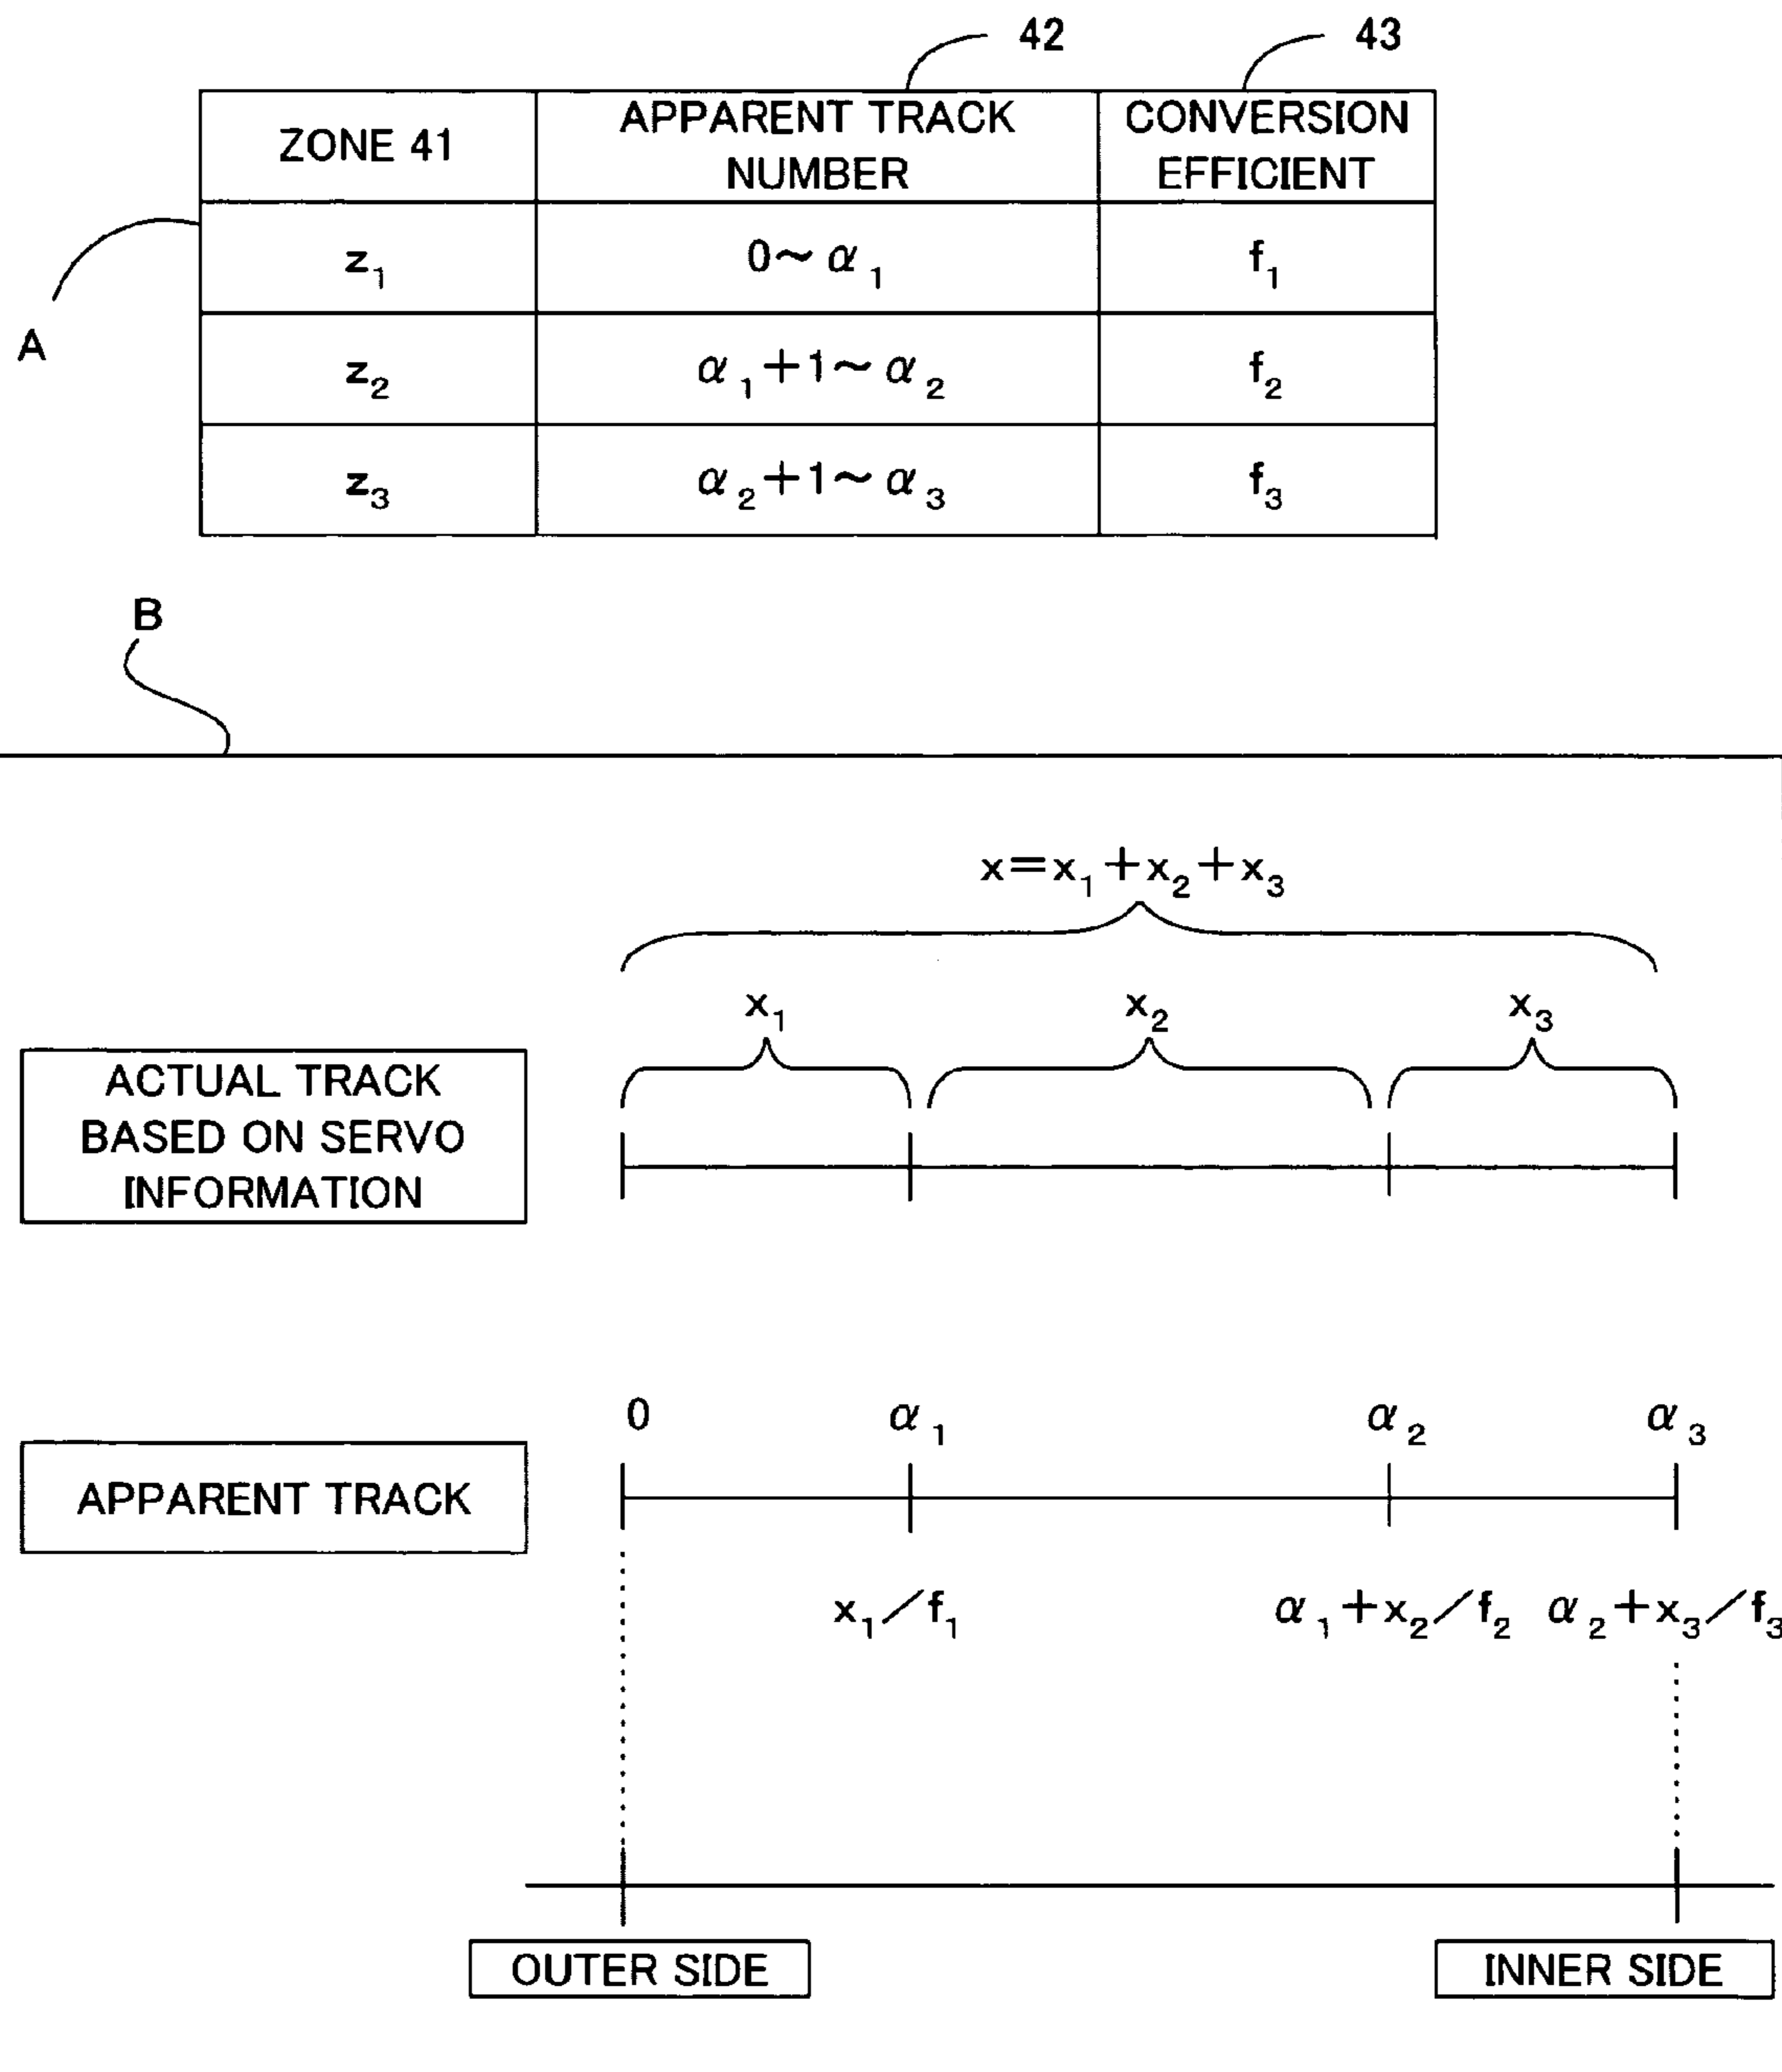 42
43
ZONE 41
APPARENT TRACK
NUMBER
CONVERSION
EFFICIENT
z₁
0~α₁
f₁
A
z₂
α₁+1~α₂
f₂
z₃
α₂+1~α₃
f₃
B
x=x₁+x₂+x₃
x₁
x₂
x₃
ACTUAL TRACK
BASED ON SERVO
INFORMATION
0
α₁
α₂
α₃
APPARENT TRACK
x₁/f₁
α₁+x₂/f₂
α₂+x₃/f₃
OUTER SIDE
INNER SIDE